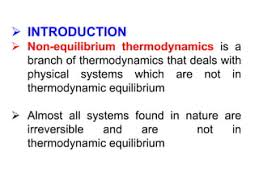 ➢ INTRODUCTION
➢ Non-equilibrium thermodynamics is a
branch of thermodynamics that deals with
physical systems which are not in
thermodynamic equilibrium
➢ Almost all systems found in nature are
irreversible and are not in
thermodynamic equilibrium